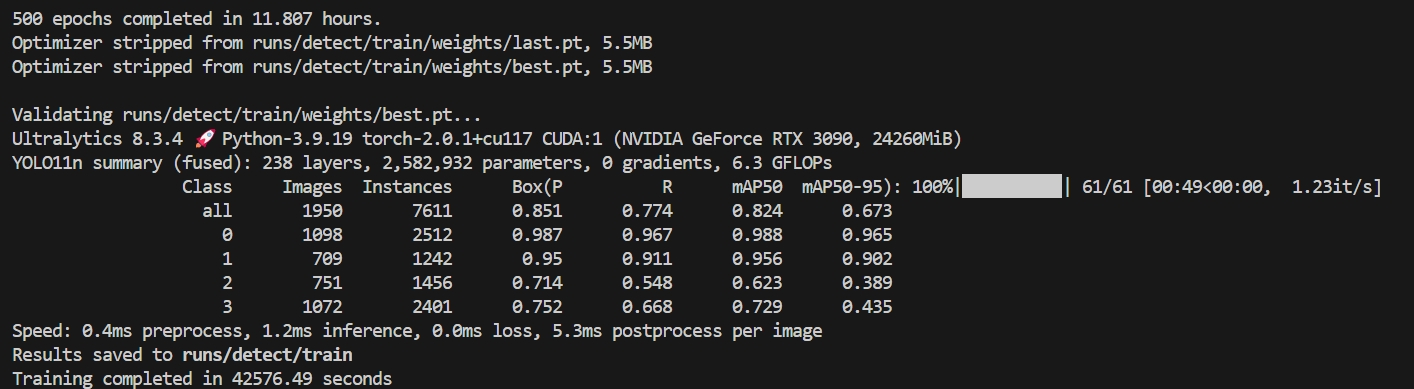 500 epochs completed in 11.807 hours.
Optimizer stripped from runs/detect/train/weights/last.pt, 5.5MB
Optimizer stripped from runs/detect/train/weights/best.pt, 5.5MB
Validating runs/detect/train/weights/best.pt...
Ultralytics 8.3.4 🚀 Python-3.9.19 torch-2.0.1+cu117 CUDA:1 (NVIDIA GeForce RTX 3090, 24260MiB)
YOLO11n summary (fused): 238 layers, 2,582,932 parameters, 0 gradients, 6.3 GFLOPs
Class Images Instances Box(P R mAP50 mAP50-95): 100%|██████████| 61/61 [00:49<00:00, 1.23it/s]
all 1950 7611 0.851 0.774 0.824 0.673
0 1098 2512 0.987 0.967 0.988 0.965
1 709 1242 0.95 0.911 0.956 0.902
2 751 1456 0.714 0.548 0.623 0.389
3 1072 2401 0.752 0.668 0.729 0.435
Speed: 0.4ms preprocess, 1.2ms inference, 0.0ms loss, 5.3ms postprocess per image
Results saved to runs/detect/train
Training completed in 42576.49 seconds